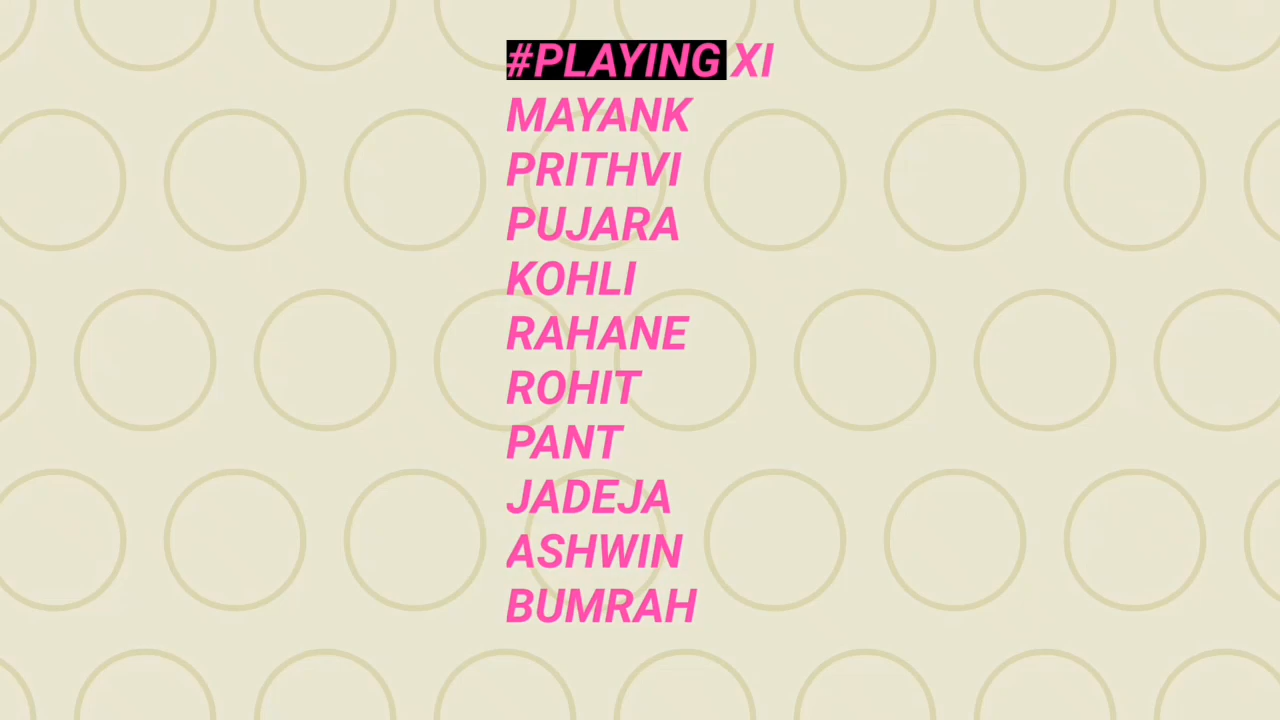 #PLAYING XI
MAYANK
PRITHVI
PUJARA
KOHLI
RAHANE
ROHIT
PANT
JADEJA
ASHWIN
BUMRAH